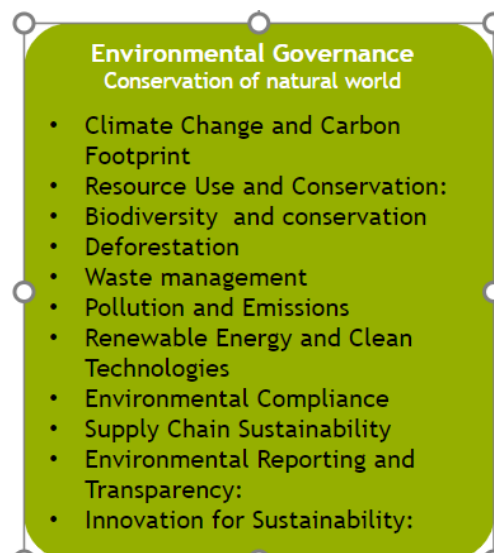 Environmental Governance
Conservation of natural world
• Climate Change and Carbon
Footprint
• Resource Use and Conservation:
• Biodiversity  and conservation
• Deforestation
• Waste management
• Pollution and Emissions
• Renewable Energy and Clean
Technologies
• Environmental Compliance
• Supply Chain Sustainability
• Environmental Reporting and
Transparency:
• Innovation for Sustainability: